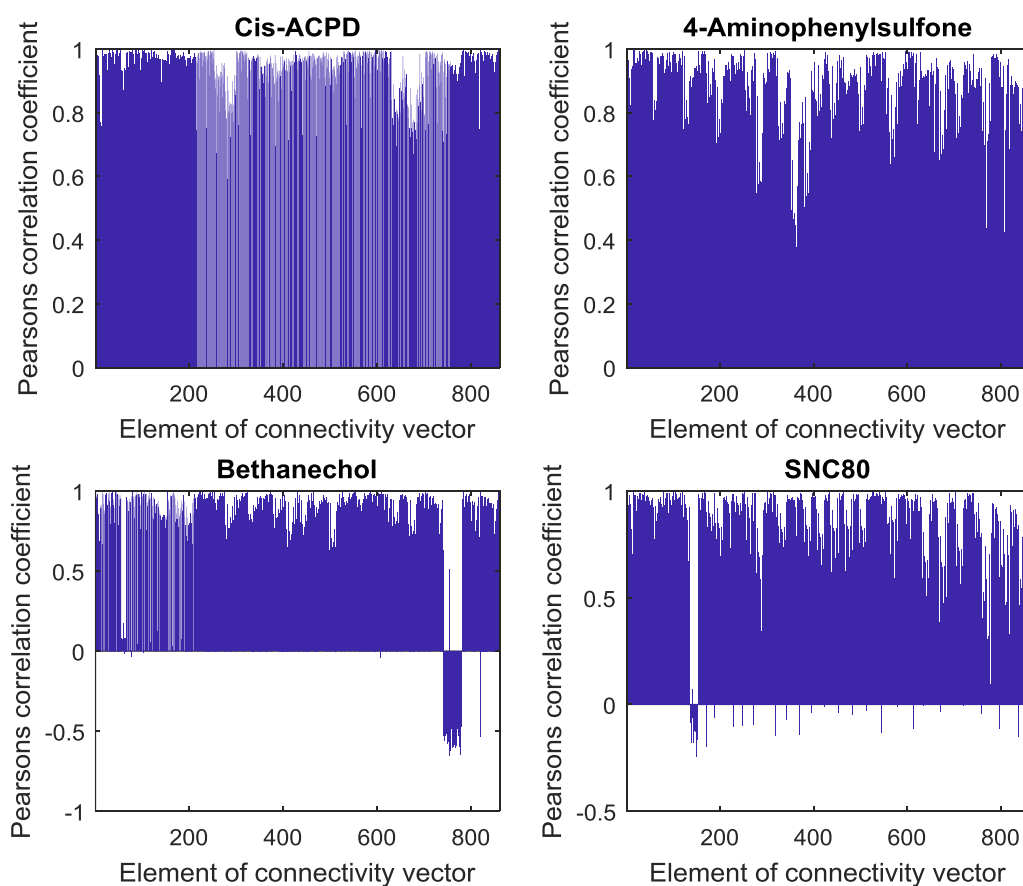 Cis-ACPD
Pearsons correlation coefficient
1
0.8
0.6
0.4
0.2
0
200 400 600 800
Element of connectivity vector
4-Aminophenylsulfone
Pearsons correlation coefficient
1
0.8
0.6
0.4
0.2
0
200 400 600 800
Element of connectivity vector
Bethanechol
Pearsons correlation coefficient
1
0.5
0
-0.5
-1
200 400 600 800
Element of connectivity vector
SNC80
Pearsons correlation coefficient
1
0.5
0
-0.5
200 400 600 800
Element of connectivity vector